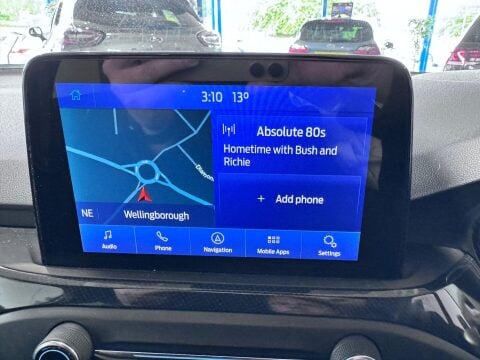 3:10 13°
Absolute 80s
Hometime with Bush and
Richie
+ Add phone
NE
Wellingborough
Audio
Phone
Navigation
Mobile Apps
Settings